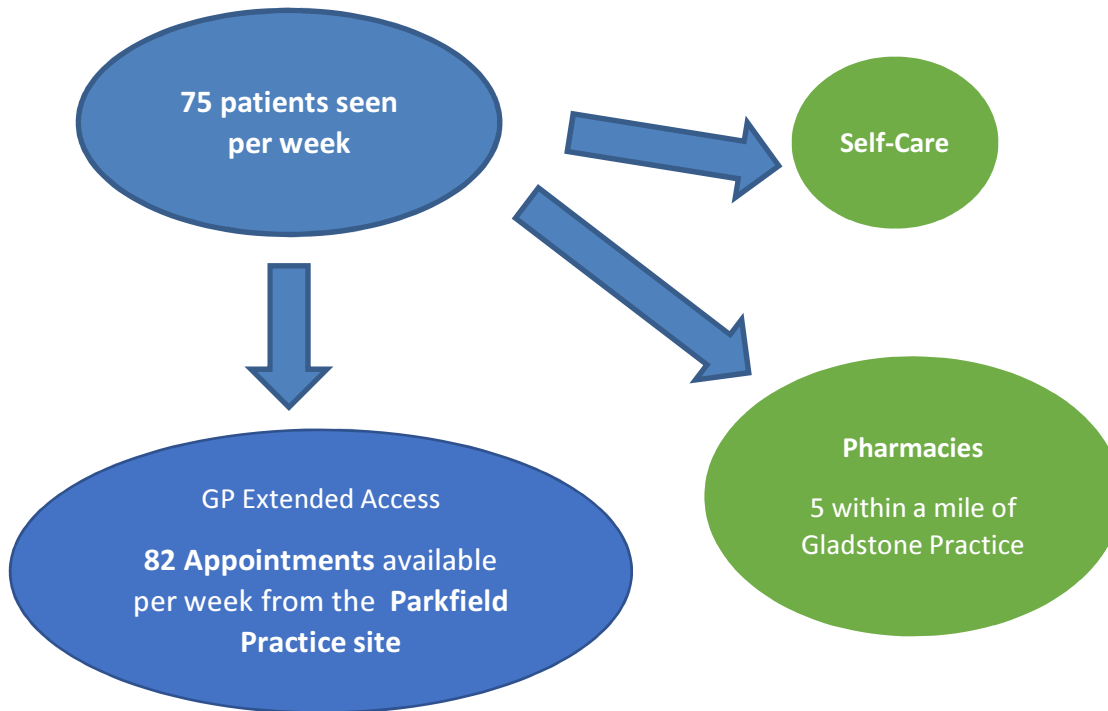 75 patients seen
per week
Self-Care
Pharmacies
5 within a mile of
Gladstone Practice
GP Extended Access
82 Appointments available
per week from the Parkfield
Practice site